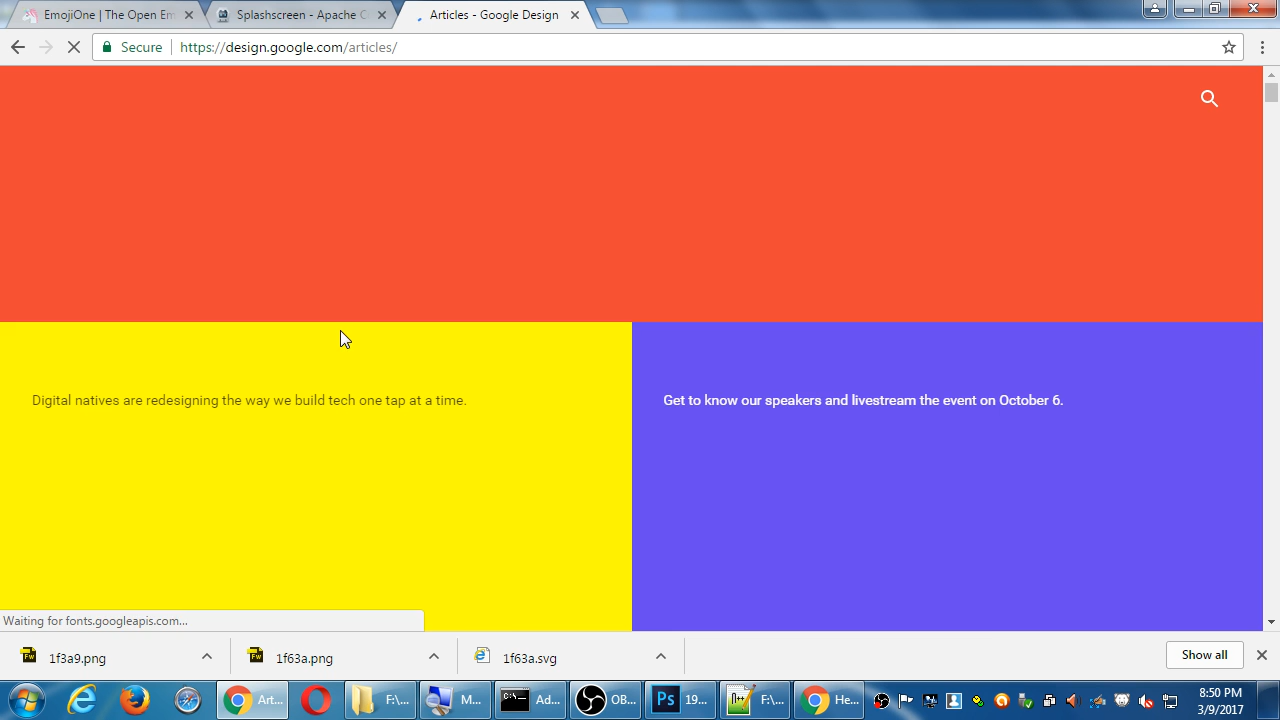 EmojiOne | The Open Em
Splashscreen - Apache C
Articles - Google Design
Secure
https://design.google.com/articles/
Digital natives are redesigning the way we build tech one tap at a time.
Get to know our speakers and livestream the event on October 6.
Waiting for fonts.googleapis.com...
1f3a9.png
1f63a.png
1f63a.svg
Show all
Art...
F:\...
M...
Ad...
OB...
Ps
19...
F:\...
He...
8:50 PM
3/9/2017